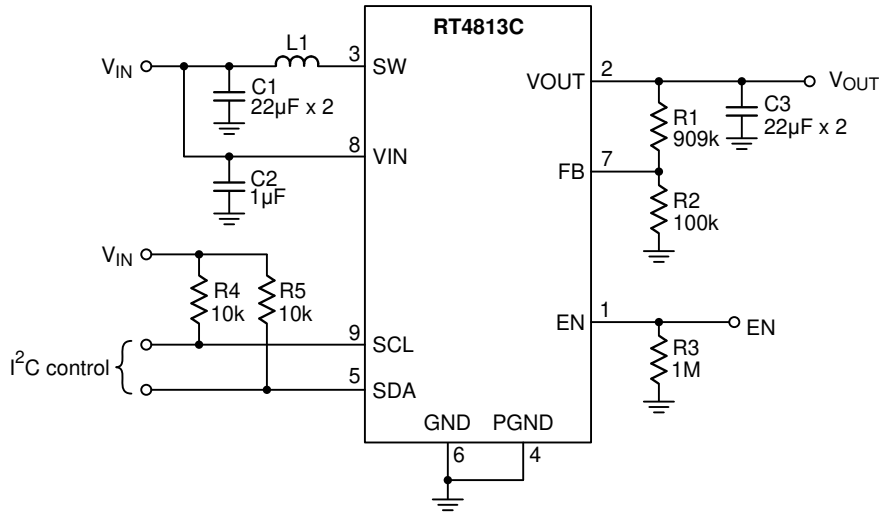 RT4813C
VIN
L1
3
SW
C1
22µF x 2
8
VIN
C2
1µF
VOUT
2
VOUT
R1
909k
C3
22µF x 2
FB
7
R2
100k
VIN
R4
10k
R5
10k
EN
1
EN
R3
1M
I2C control
9
SCL
5
SDA
GND
PGND
6
4